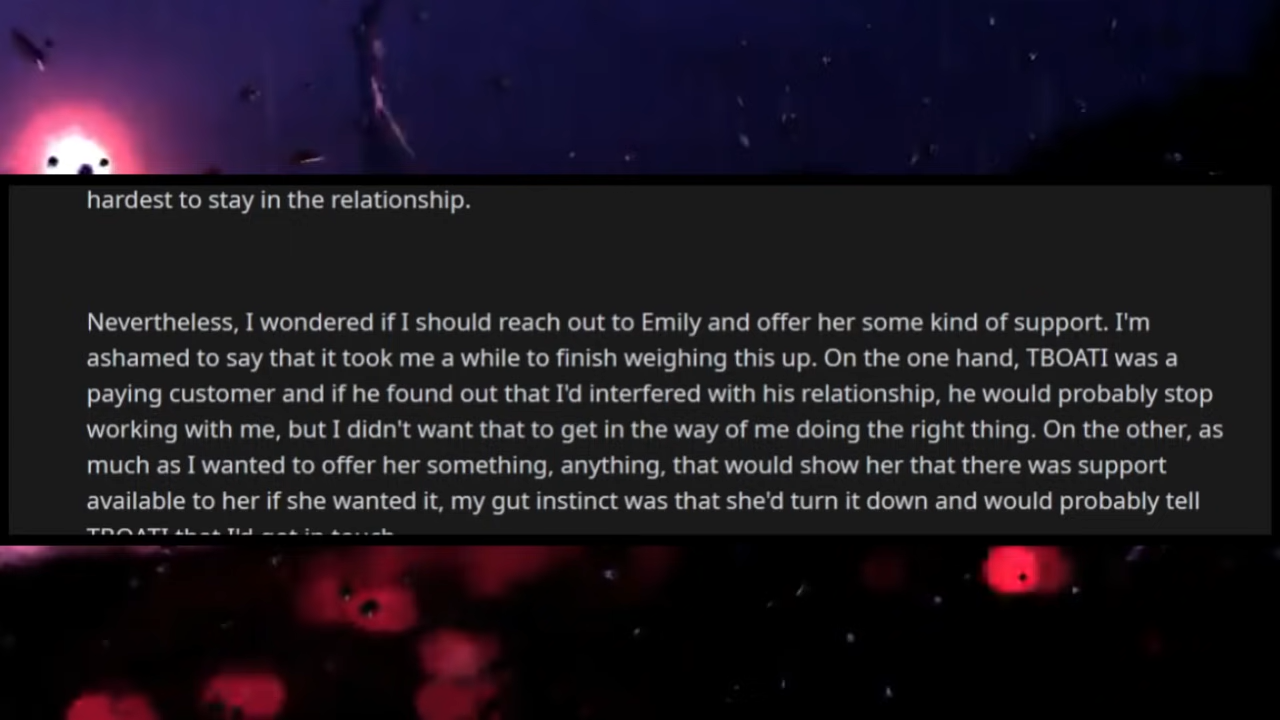 hardest to stay in the relationship.
Nevertheless, I wondered if I should reach out to Emily and offer her some kind of support. I'm
ashamed to say that it took me a while to finish weighing this up. On the one hand, TBOATI was a
paying customer and if he found out that I'd interfered with his relationship, he would probably stop
working with me, but I didn't want that to get in the way of me doing the right thing. On the other, as
much as I wanted to offer her something, anything, that would show her that there was support
available to her if she wanted it, my gut instinct was that she'd turn it down and would probably tell
TBOATI that I'd got in touch.